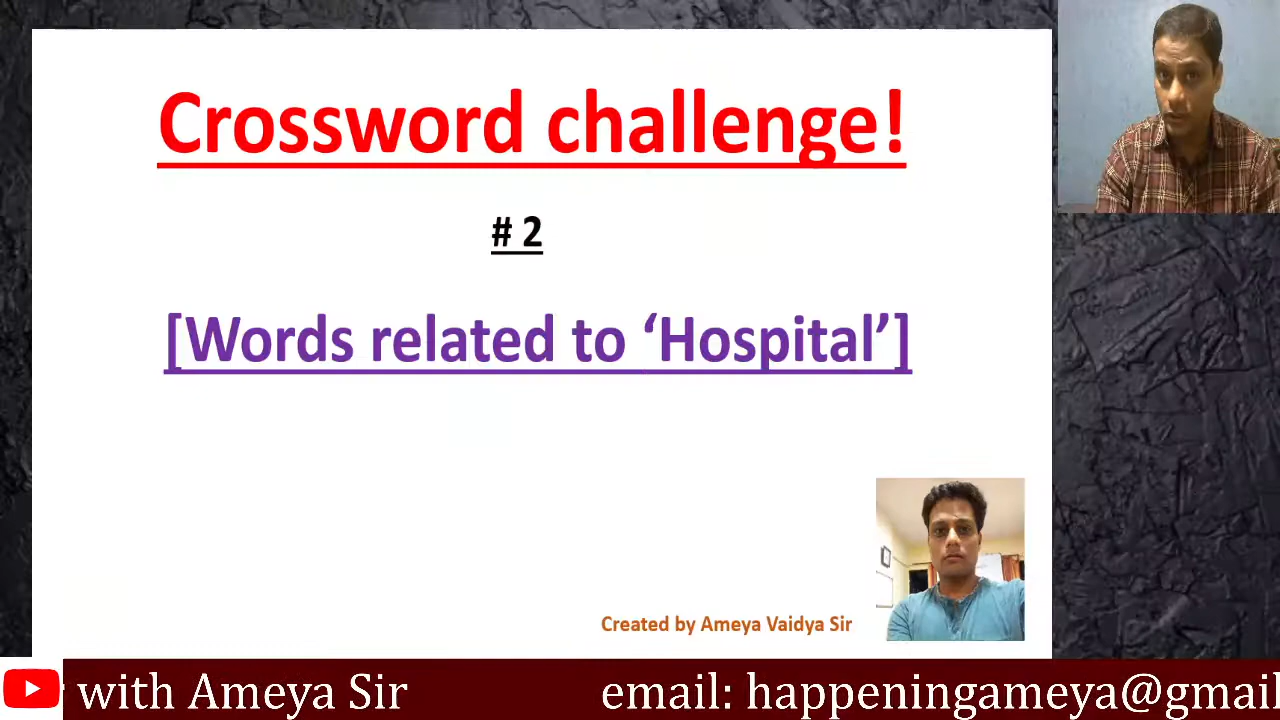 Crossword challenge!
# 2
[Words related to ‘Hospital’]
Created by Ameya Vaidya Sir
with Ameya Sir email: happeningameya@gmail